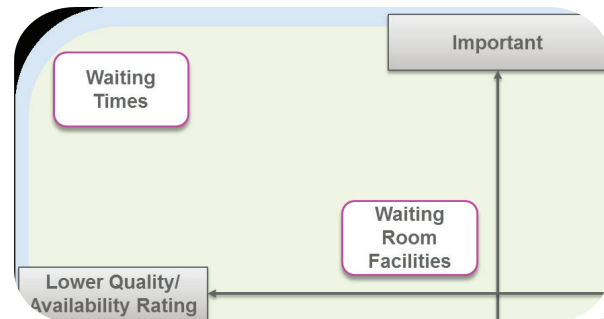 Important
Waiting
Times
Waiting
Room
Facilities
Lower Quality/
Availability Rating